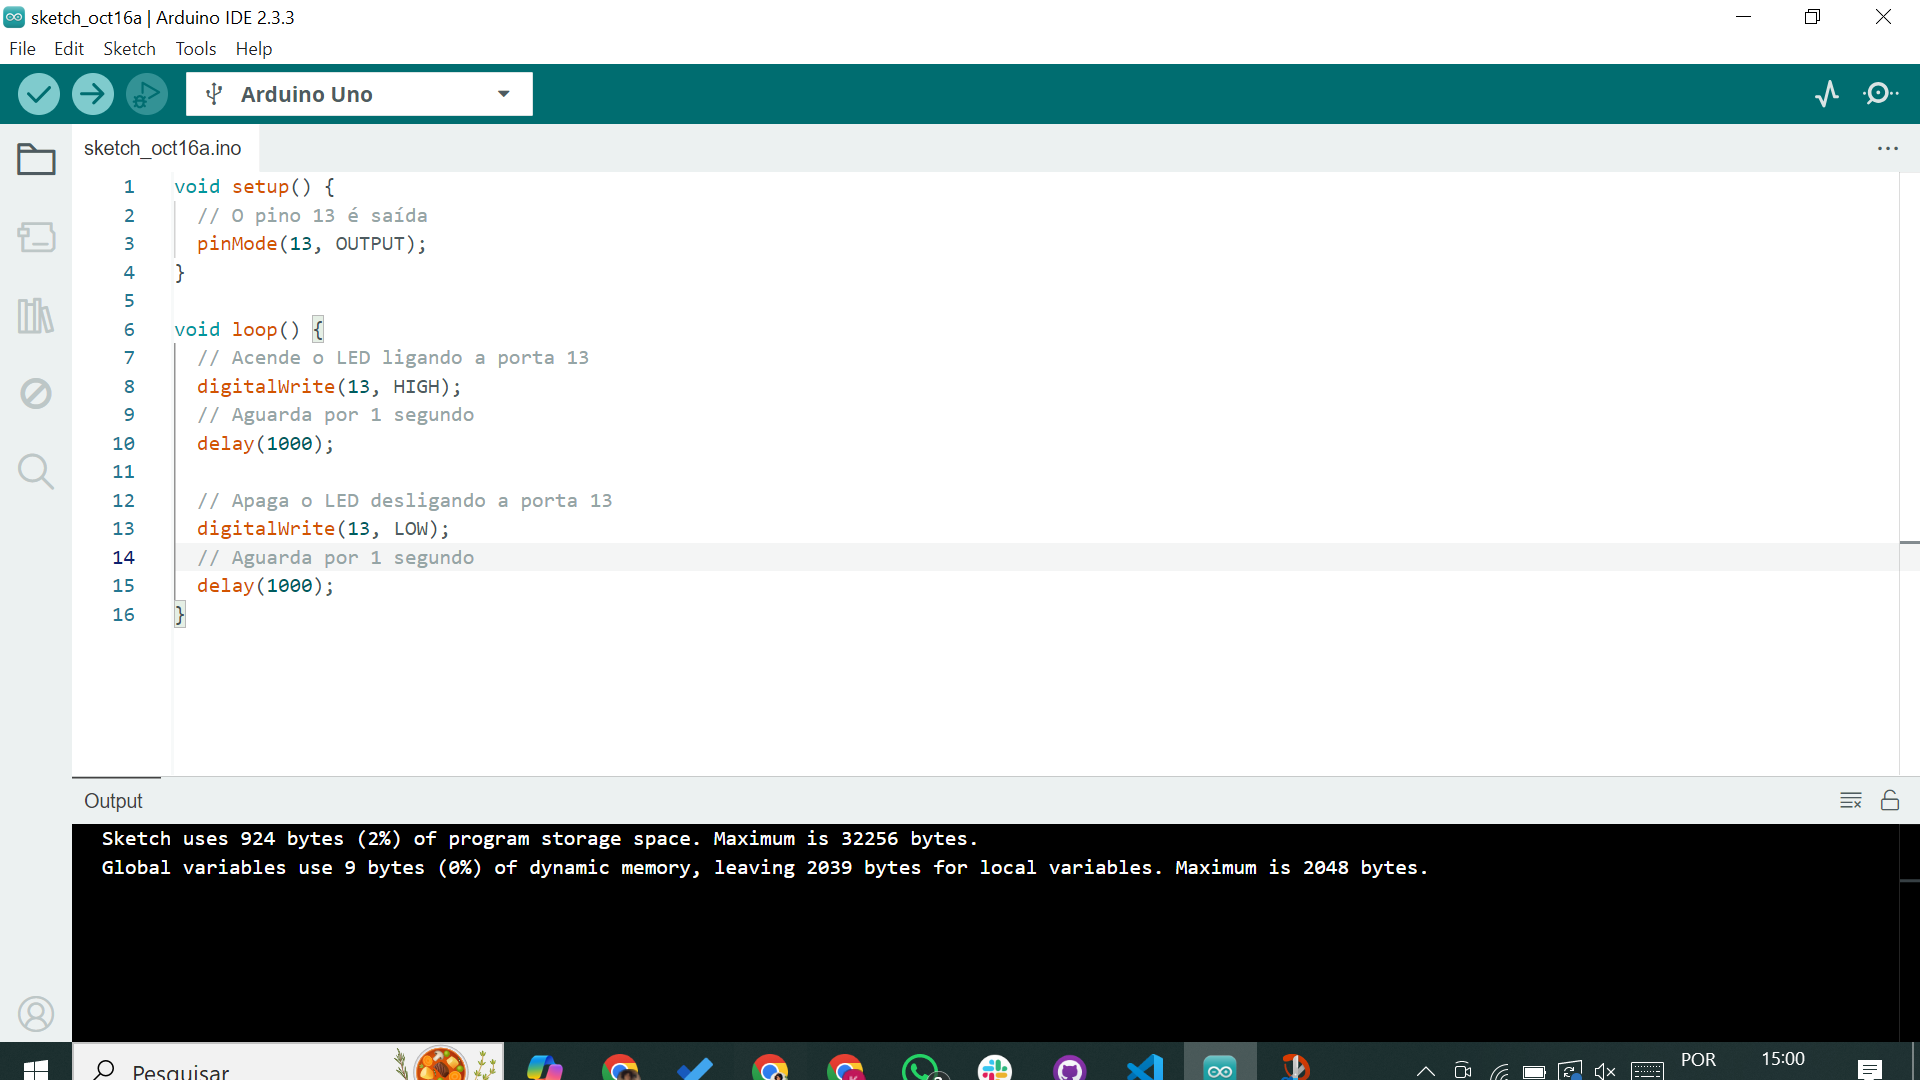 sketch_oct16a | Arduino IDE 2.3.3
File Edit Sketch Tools Help
Arduino Uno
sketch_oct16a.ino
1 void setup() {
2 // O pino 13 é saída
3 pinMode(13, OUTPUT);
4 }
5
6 void loop() {
7 // Acende o LED ligando a porta 13
8 digitalWrite(13, HIGH);
9 // Aguarda por 1 segundo
10 delay(1000);
11
12 // Apaga o LED desligando a porta 13
13 digitalWrite(13, LOW);
14 // Aguarda por 1 segundo
15 delay(1000);
16 }
Output
Sketch uses 924 bytes (2%) of program storage space. Maximum is 32256 bytes.
Global variables use 9 bytes (0%) of dynamic memory, leaving 2039 bytes for local variables. Maximum is 2048 bytes.
Pesquisar
POR
15:00